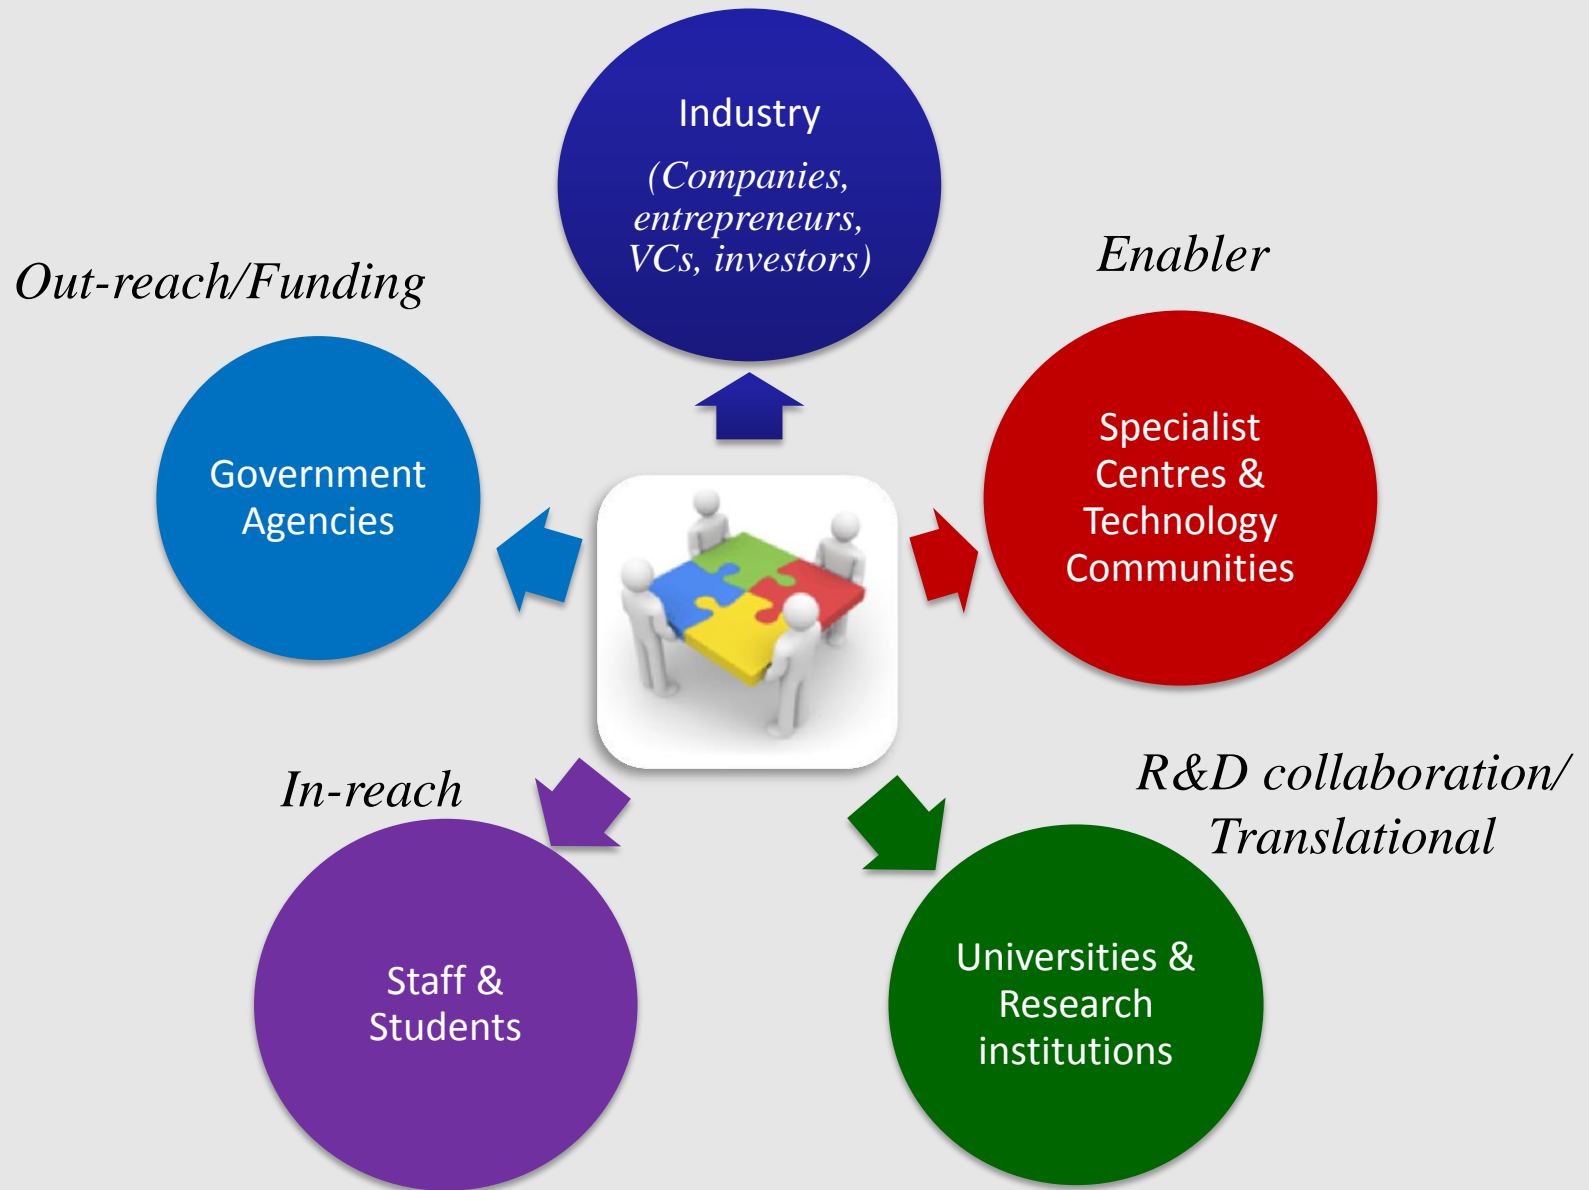 Industry
(Companies,
entrepreneurs,
VCs, investors)
Out-reach/Funding
Government
Agencies
Enabler
Specialist
Centres &
Technology
Communities
In-reach
Staff &
Students
R&D collaboration/
Translational
Universities &
Research
institutions